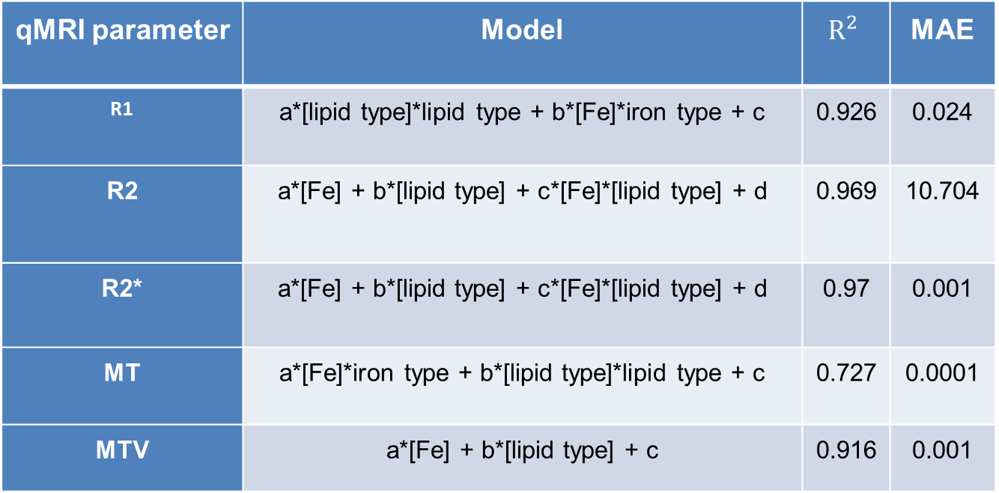 qMRI parameter Model R² MAE
R1 a*[lipid type]*lipid type + b*[Fe]*iron type + c 0.926 0.024
R2 a*[Fe] + b*[lipid type] + c*[Fe]*[lipid type] + d 0.969 10.704
R2* a*[Fe] + b*[lipid type] + c*[Fe]*[lipid type] + d 0.97 0.001
MT a*[Fe]*iron type + b*[lipid type]*lipid type + c 0.727 0.0001
MTV a*[Fe] + b*[lipid type] + c 0.916 0.001